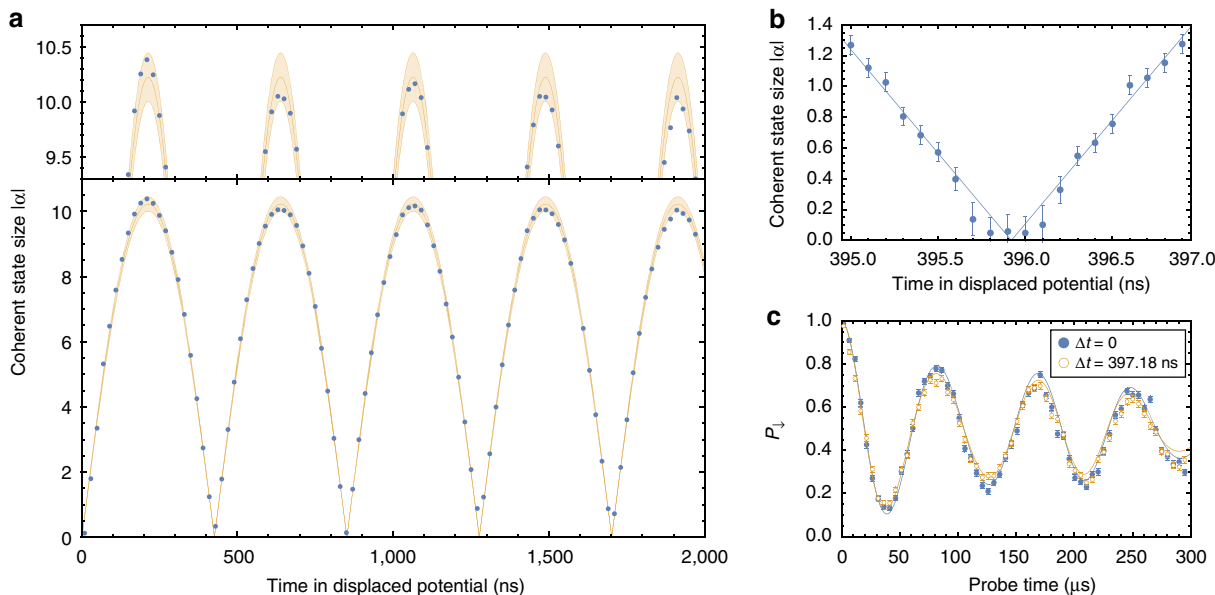 a
10.5
10.0
9.5
10
8
6
4
2
0
Coherent state size |α|
0 500 1,000 1,500 2,000
Time in displaced potential (ns)
b
1.4
1.2
1.0
0.8
0.6
0.4
0.2
0.0
Coherent state size |α|
395.0 395.5 396.0 396.5 397.0
Time in displaced potential (ns)
c
1.0
0.8
0.6
0.4
0.2
0.0
P↓
Δt = 0
Δt = 397.18 ns
0 50 100 150 200 250 300
Probe time (μs)